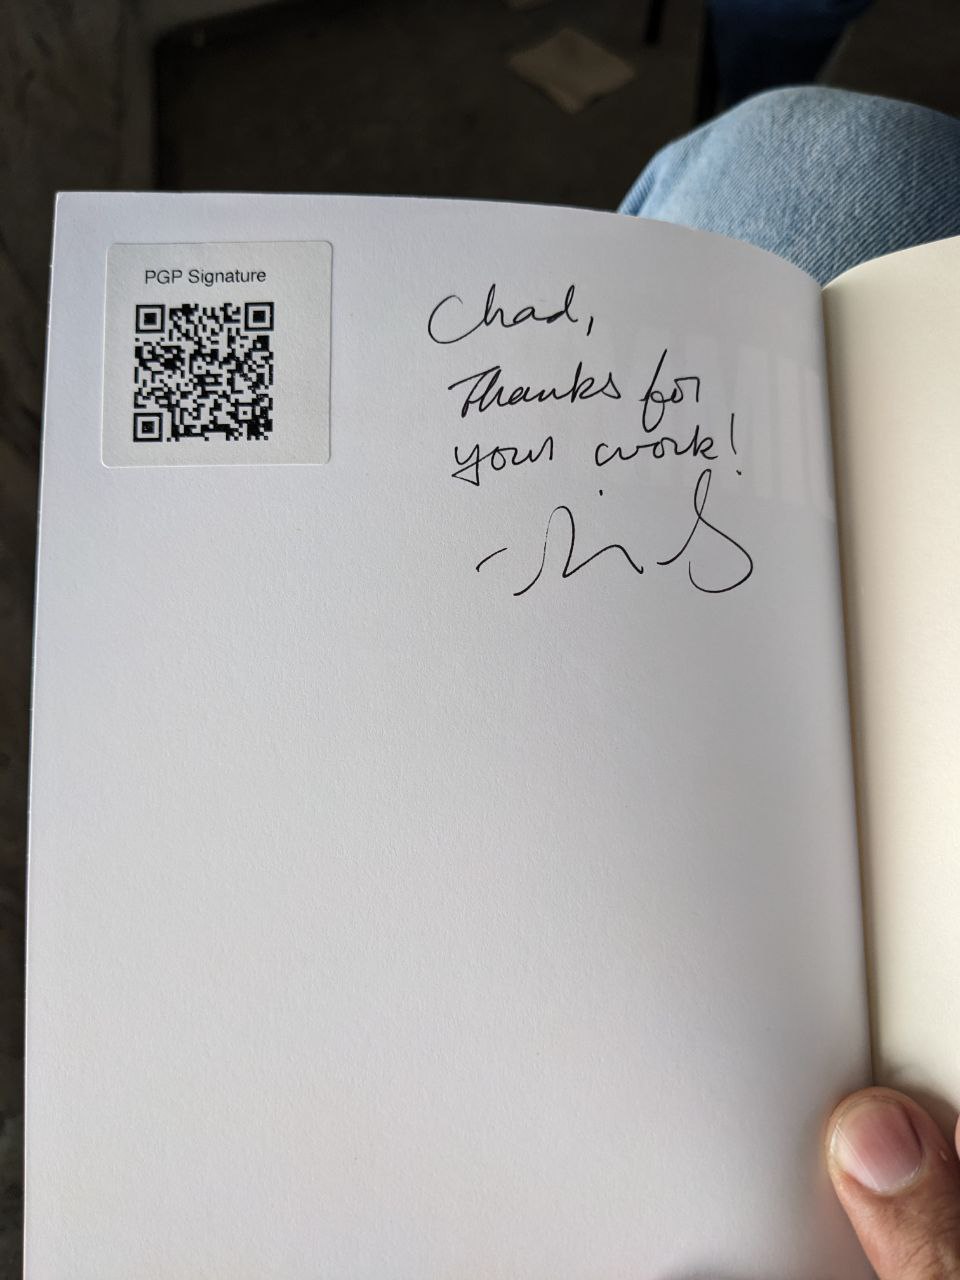 PGP Signature
Chad,
Thanks for
your work!